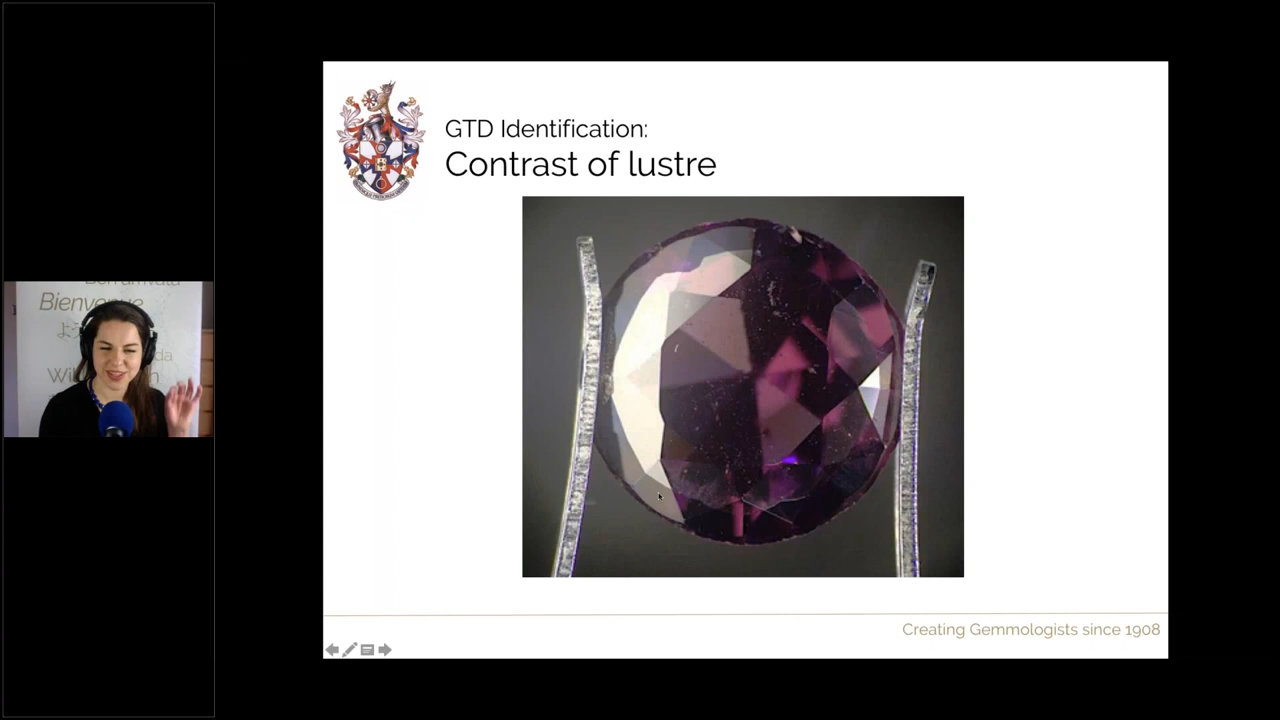 GTD Identification:
Contrast of lustre
Bienvenue
Creating Gemmologists since 1908